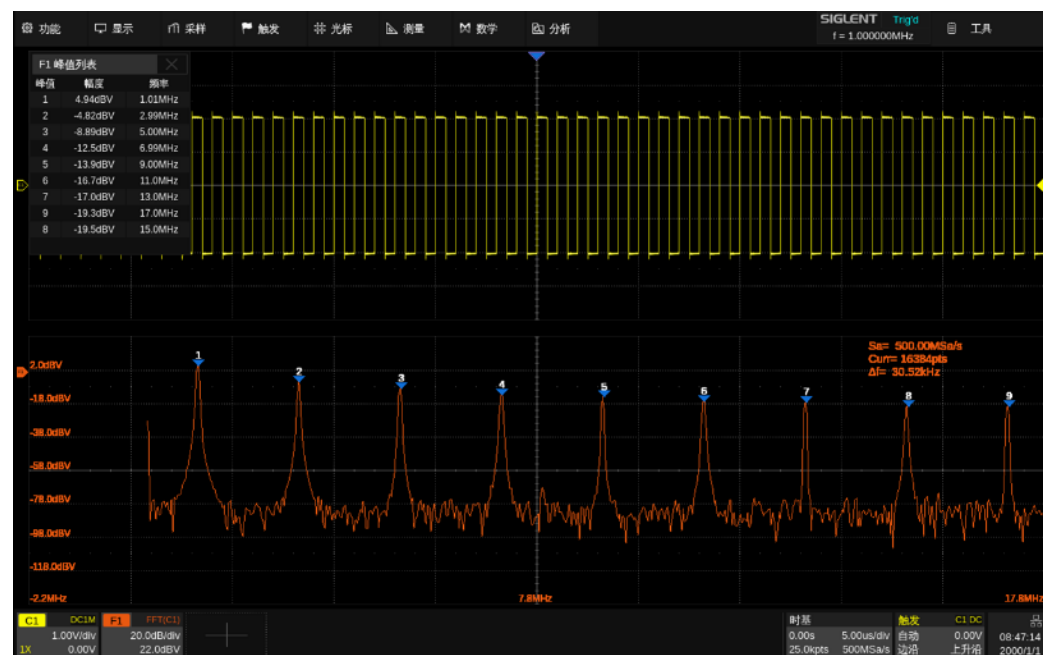 功能 显示 采样 触发 光标 测量 数学 分析 SIGLENT Trig'd 工具
f = 1.000000MHz
F1 峰值列表
峰值 幅度 频率
1 4.94dBV 1.01MHz
2 -4.82dBV 2.99MHz
3 -8.89dBV 5.00MHz
4 -12.5dBV 6.99MHz
5 -13.9dBV 9.00MHz
6 -16.7dBV 11.0MHz
7 -17.0dBV 13.0MHz
9 -19.3dBV 17.0MHz
8 -19.5dBV 15.0MHz
Sa= 500.00MSa/s
Curr= 16384pts
Δf= 30.52kHz
1 2 3 4 5 6 7 8 9
2.0dBV
-18.0dBV
-38.0dBV
-58.0dBV
-78.0dBV
-98.0dBV
-118.0dBV
-2.2MHz 7.8MHz 17.8MHz
C1 DC1M F1 FFT(C1) 时基 触发 C1 DC
1.00V/div 20.0dB/div 0.00s 5.00us/div 自动 0.00V 08:47:14
1X 0.00V 22.0dBV 25.0kpts 500MSa/s 边沿 上升沿 2000/1/1